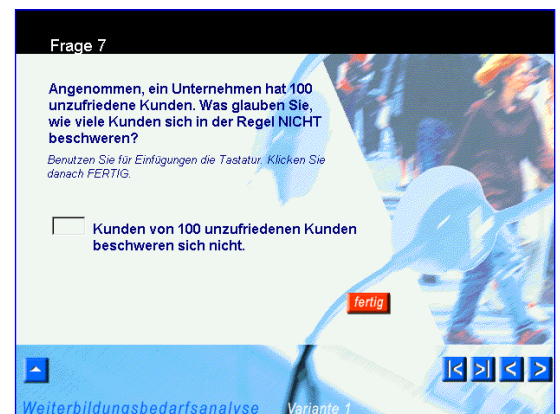 Frage 7
Angenommen, ein Unternehmen hat 100
unzufriedene Kunden. Was glauben Sie,
wie viele Kunden sich in der Regel NICHT
beschweren?
Benutzen Sie für Einfügungen die Tastatur. Klicken Sie
danach FERTIG.
Kunden von 100 unzufriedenen Kunden
beschweren sich nicht.
fertig
Weiterbildungsbedarfsanalyse Variante 1